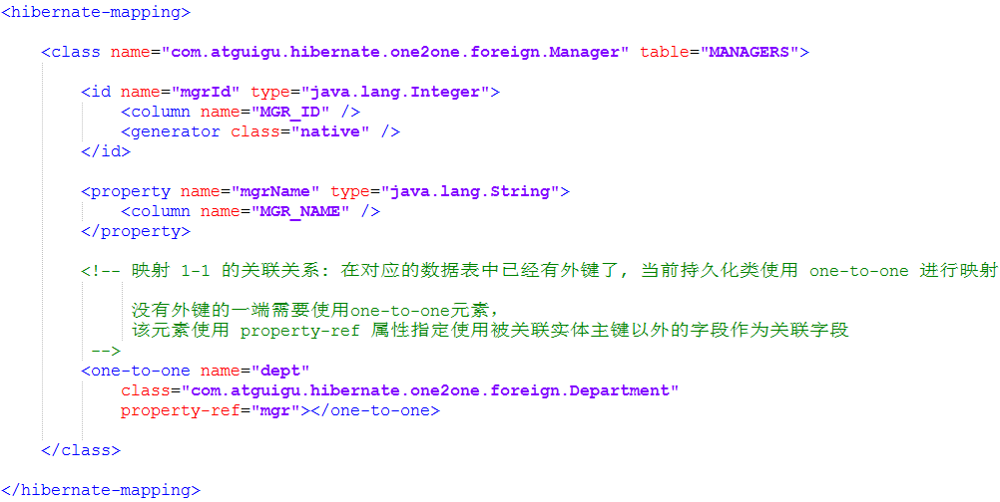 <hibernate-mapping>
<class name="com.atguigu.hibernate.one2one.foreign.Manager" table="MANAGERS">
<id name="mgrId" type="java.lang.Integer">
<column name="MGR_ID" />
<generator class="native" />
</id>
<property name="mgrName" type="java.lang.String">
<column name="MGR_NAME" />
</property>
<!-- 映射 1-1 的关联关系: 在对应的数据表中已经有外键了, 当前持久化类使用 one-to-one 进行映射
没有外键的一端需要使用one-to-one元素,
该元素使用 property-ref 属性指定使用被关联实体主键以外的字段作为关联字段
-->
<one-to-one name="dept"
class="com.atguigu.hibernate.one2one.foreign.Department"
property-ref="mgr"></one-to-one>
</class>
</hibernate-mapping>